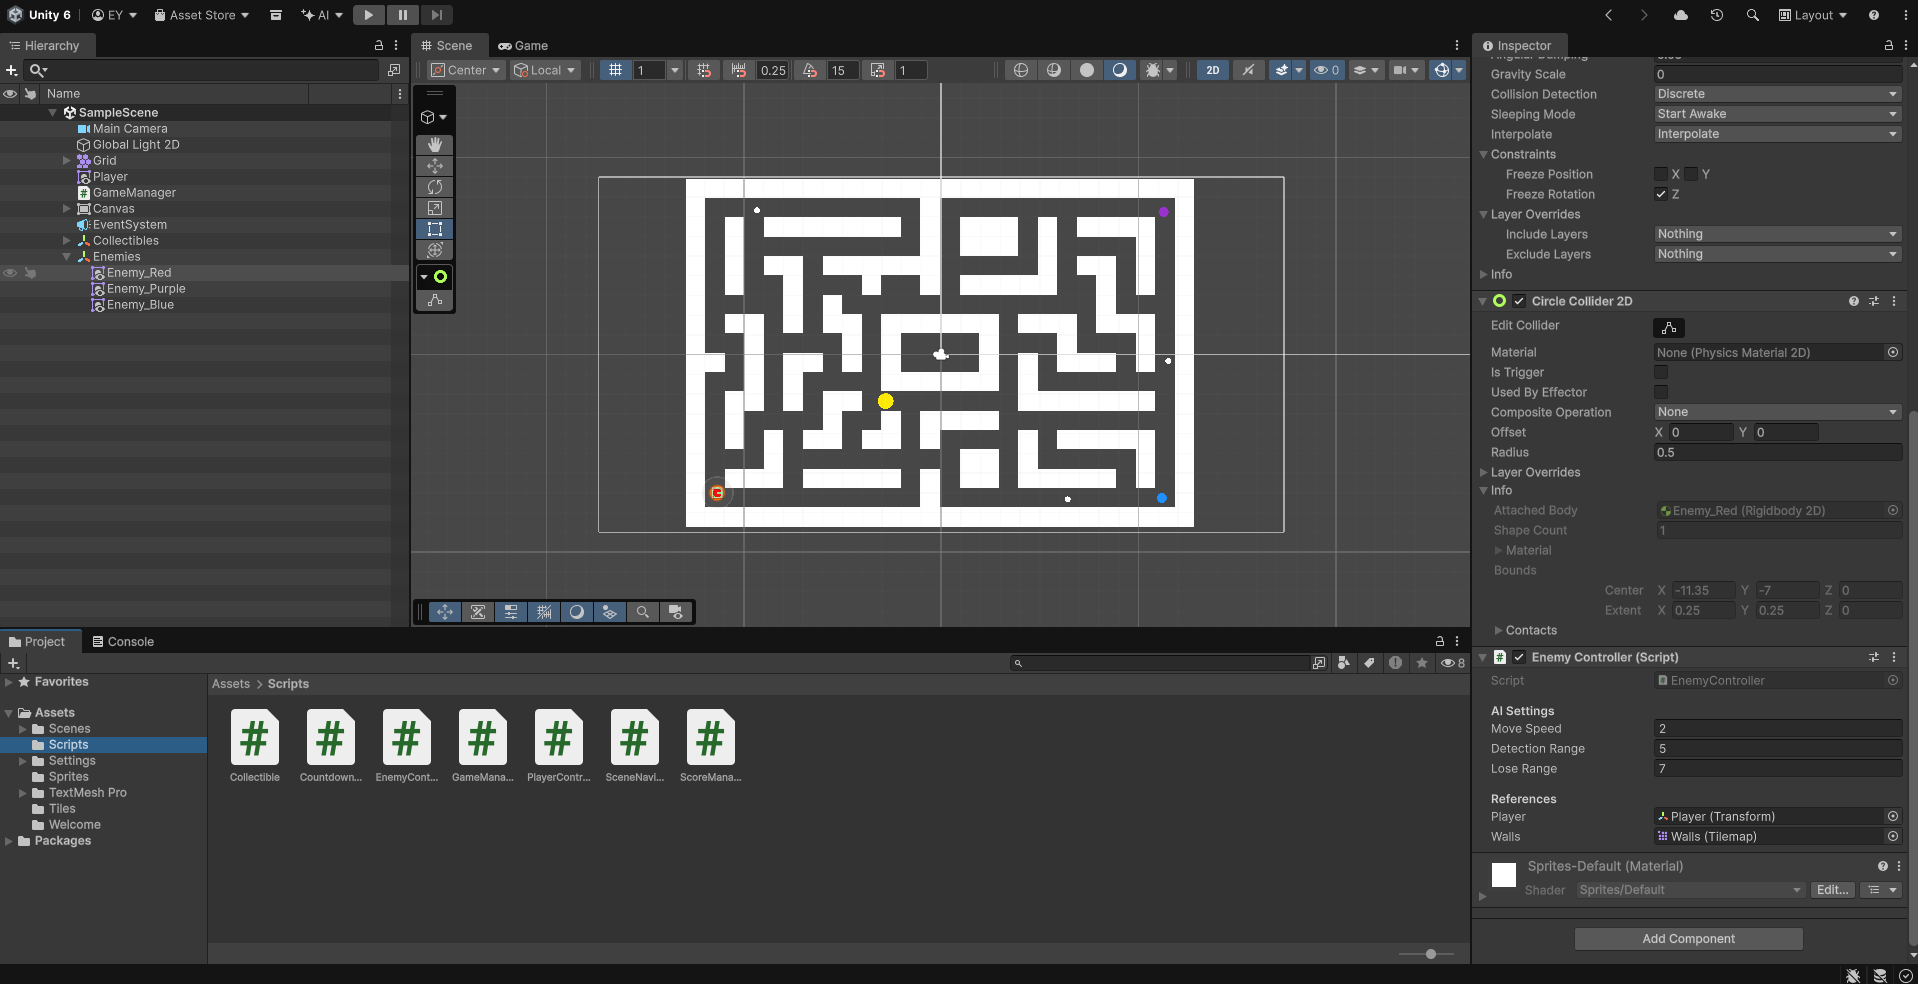 Unity 6 EY Asset Store AI Layout
Hierarchy
Name
SampleScene
Main Camera
Global Light 2D
Grid
Player
GameManager
Canvas
EventSystem
Collectibles
Enemies
Enemy_Red
Enemy_Purple
Enemy_Blue
Scene Game
Center Local 1 0.25 15 1 2D 0
Inspector
Gravity Scale 0
Collision Detection Discrete
Sleeping Mode Start Awake
Interpolate Interpolate
Constraints
Freeze Position X Y
Freeze Rotation Z
Layer Overrides
Include Layers Nothing
Exclude Layers Nothing
Info
Circle Collider 2D
Edit Collider
Material None (Physics Material 2D)
Is Trigger
Used By Effector
Composite Operation None
Offset X 0 Y 0
Radius 0.5
Layer Overrides
Info
Attached Body Enemy_Red (Rigidbody 2D)
Shape Count 1
Material
Bounds
Center X -11.35 Y -7 Z 0
Extent X 0.25 Y 0.25 Z 0
Contacts
# Enemy Controller (Script)
Script EnemyController
AI Settings
Move Speed 2
Detection Range 5
Lose Range 7
References
Player Player (Transform)
Walls Walls (Tilemap)
Sprites-Default (Material)
Shader Sprites/Default Edit...
Add Component
Project Console
8
Favorites
Assets
Scenes
Scripts
Settings
Sprites
TextMesh Pro
Tiles
Welcome
Packages
Assets > Scripts
# # # # # # #
Collectible Countdown... EnemyCont... GameMana... PlayerContr... SceneNavi... ScoreMana...